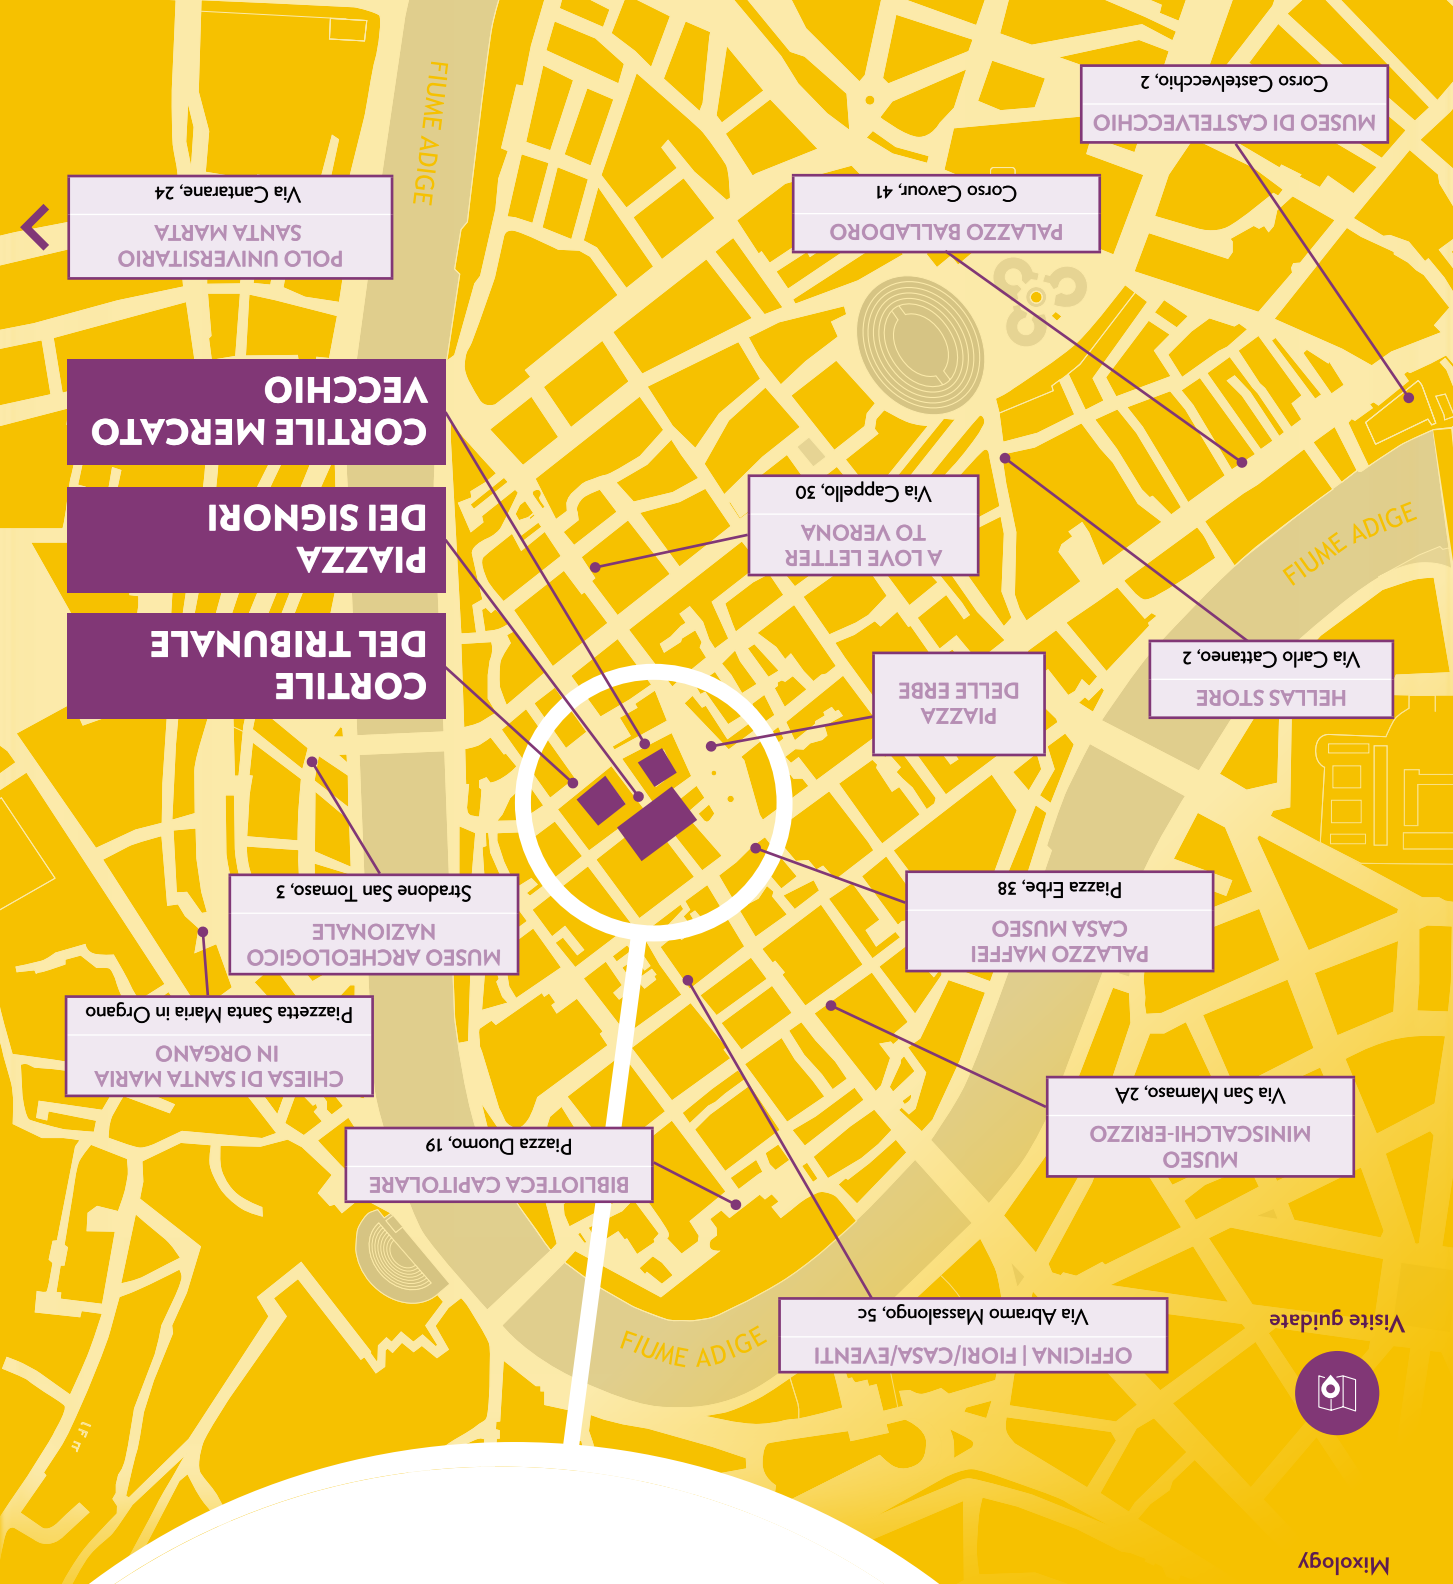 Mixology
Visite guidate
OFFICINA | FIORI/CASA/EVENTI
Via Abramo Massalongo, 5c
FIUME ADIGE
BIBLIOTECA CAPITOLARE
Piazza Duomo, 19
MUSEO
MINISCALCHI-ERIZZO
Via San Mamaso, 2A
CHIESA DI SANTA MARIA
IN ORGANO
Piazzetta Santa Maria in Organo
PALAZZO MAFFEI
CASA MUSEO
Piazza Erbe, 38
MUSEO ARCHEOLOGICO
NAZIONALE
Stradone San Tomaso, 3
HELLAS STORE
Via Carlo Cattaneo, 2
PIAZZA
DELLE ERBE
CORTILE
DEL TRIBUNALE
PIAZZA
DEI SIGNORI
CORTILE MERCATO
VECCHIO
A LOVE LETTER
TO VERONA
Via Cappello, 30
FIUME ADIGE
POLO UNIVERSITARIO
SANTA MARTA
Via Cantarane, 24
PALAZZO BALLADORO
Corso Cavour, 41
MUSEO DI CASTELVECCHIO
Corso Castelvecchio, 2
FIUME ADIGE